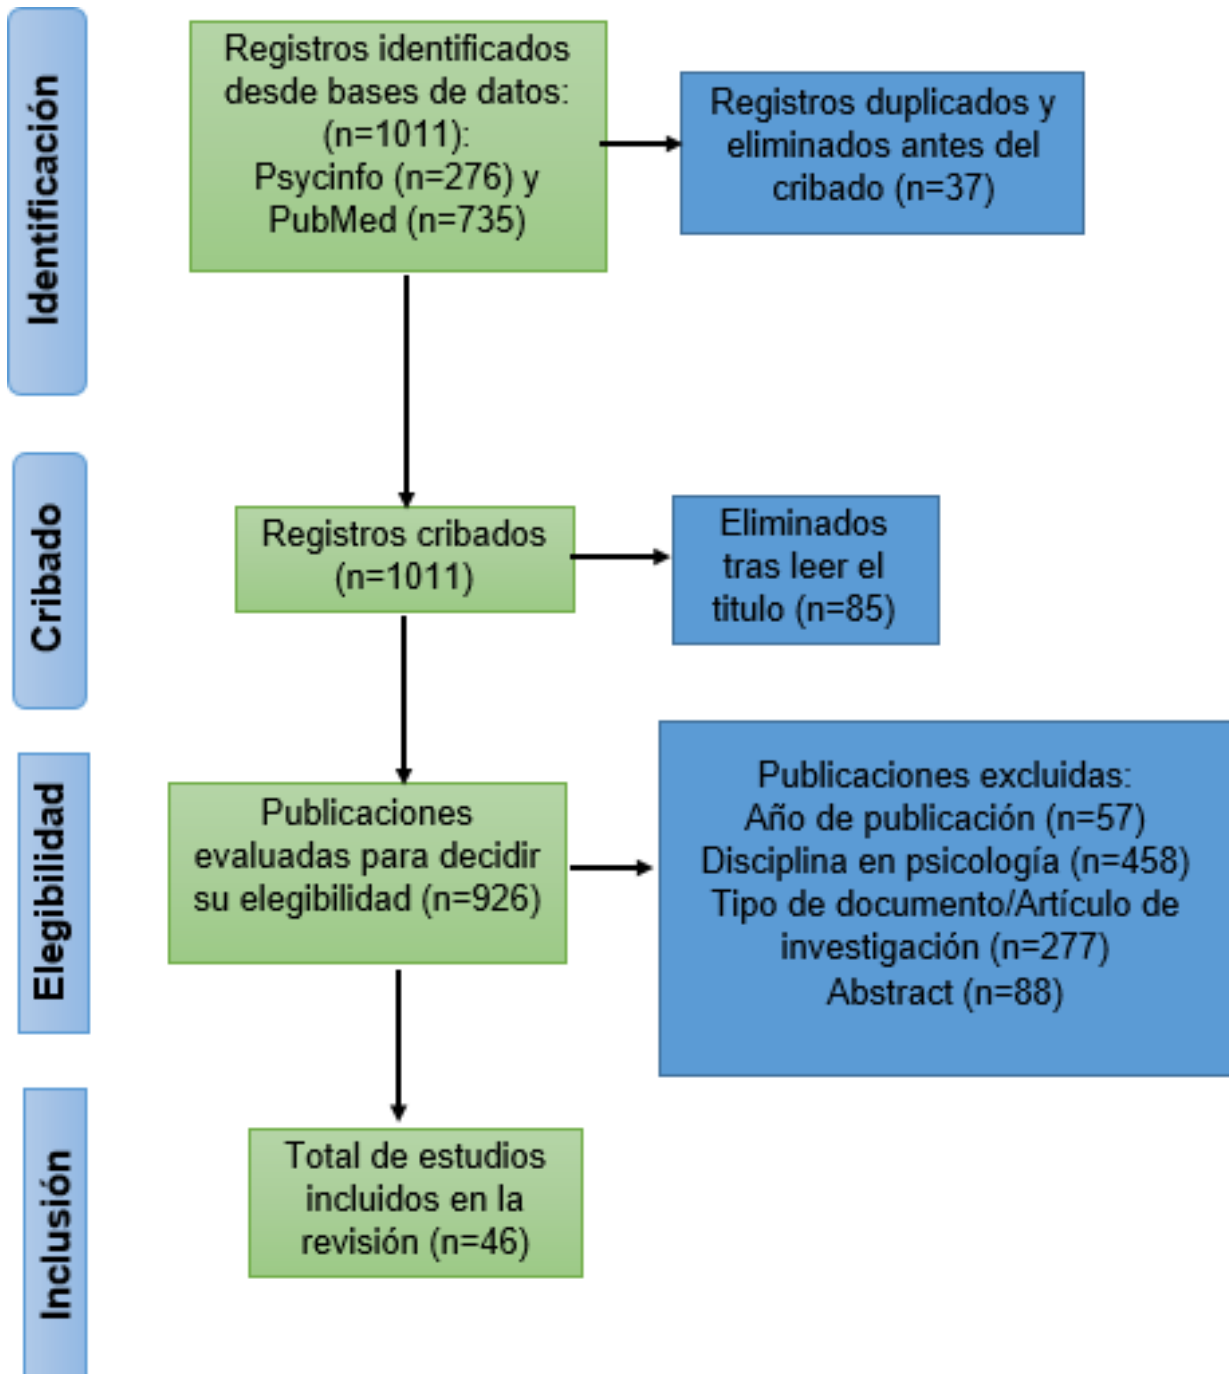 Identificación
Registros identificados
desde bases de datos:
(n=1011):
Psycinfo (n=276) y
PubMed (n=735)
Registros duplicados y
eliminados antes del
cribado (n=37)
Cribado
Registros cribados
(n=1011)
Eliminados
tras leer el
titulo (n=85)
Elegibilidad
Publicaciones
evaluadas para decidir
su elegibilidad (n=926)
Publicaciones excluidas:
Año de publicación (n=57)
Disciplina en psicología (n=458)
Tipo de documento/Artículo de
investigación (n=277)
Abstract (n=88)
Inclusión
Total de estudios
incluidos en la
revisión (n=46)